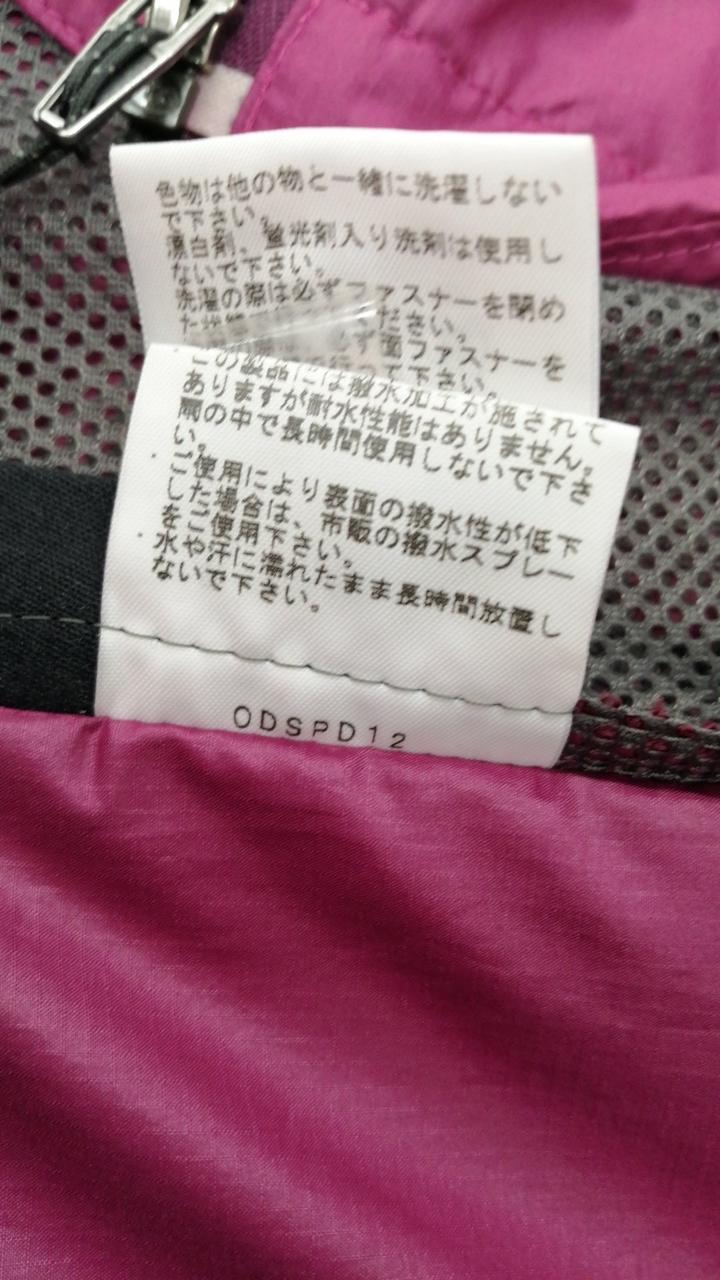 色物は他の物と一緒に洗濯しない
で下さい。
漂白剤、蛍光剤入り洗剤は使用し
ないで下さい。
洗濯の際は必ずファスナーを閉め
ください。
面ファスナーを
下さい。
・この製品には撥水加工が施されて
ありますが耐水性能はありません。
雨の中で長時間使用しないで下さ
い。
・ご使用により表面の撥水性が低下
した場合は、市販の撥水スプレー
をご使用下さい。
・水や汗に濡れたまま長時間放置し
ないで下さい。
ODSPD12